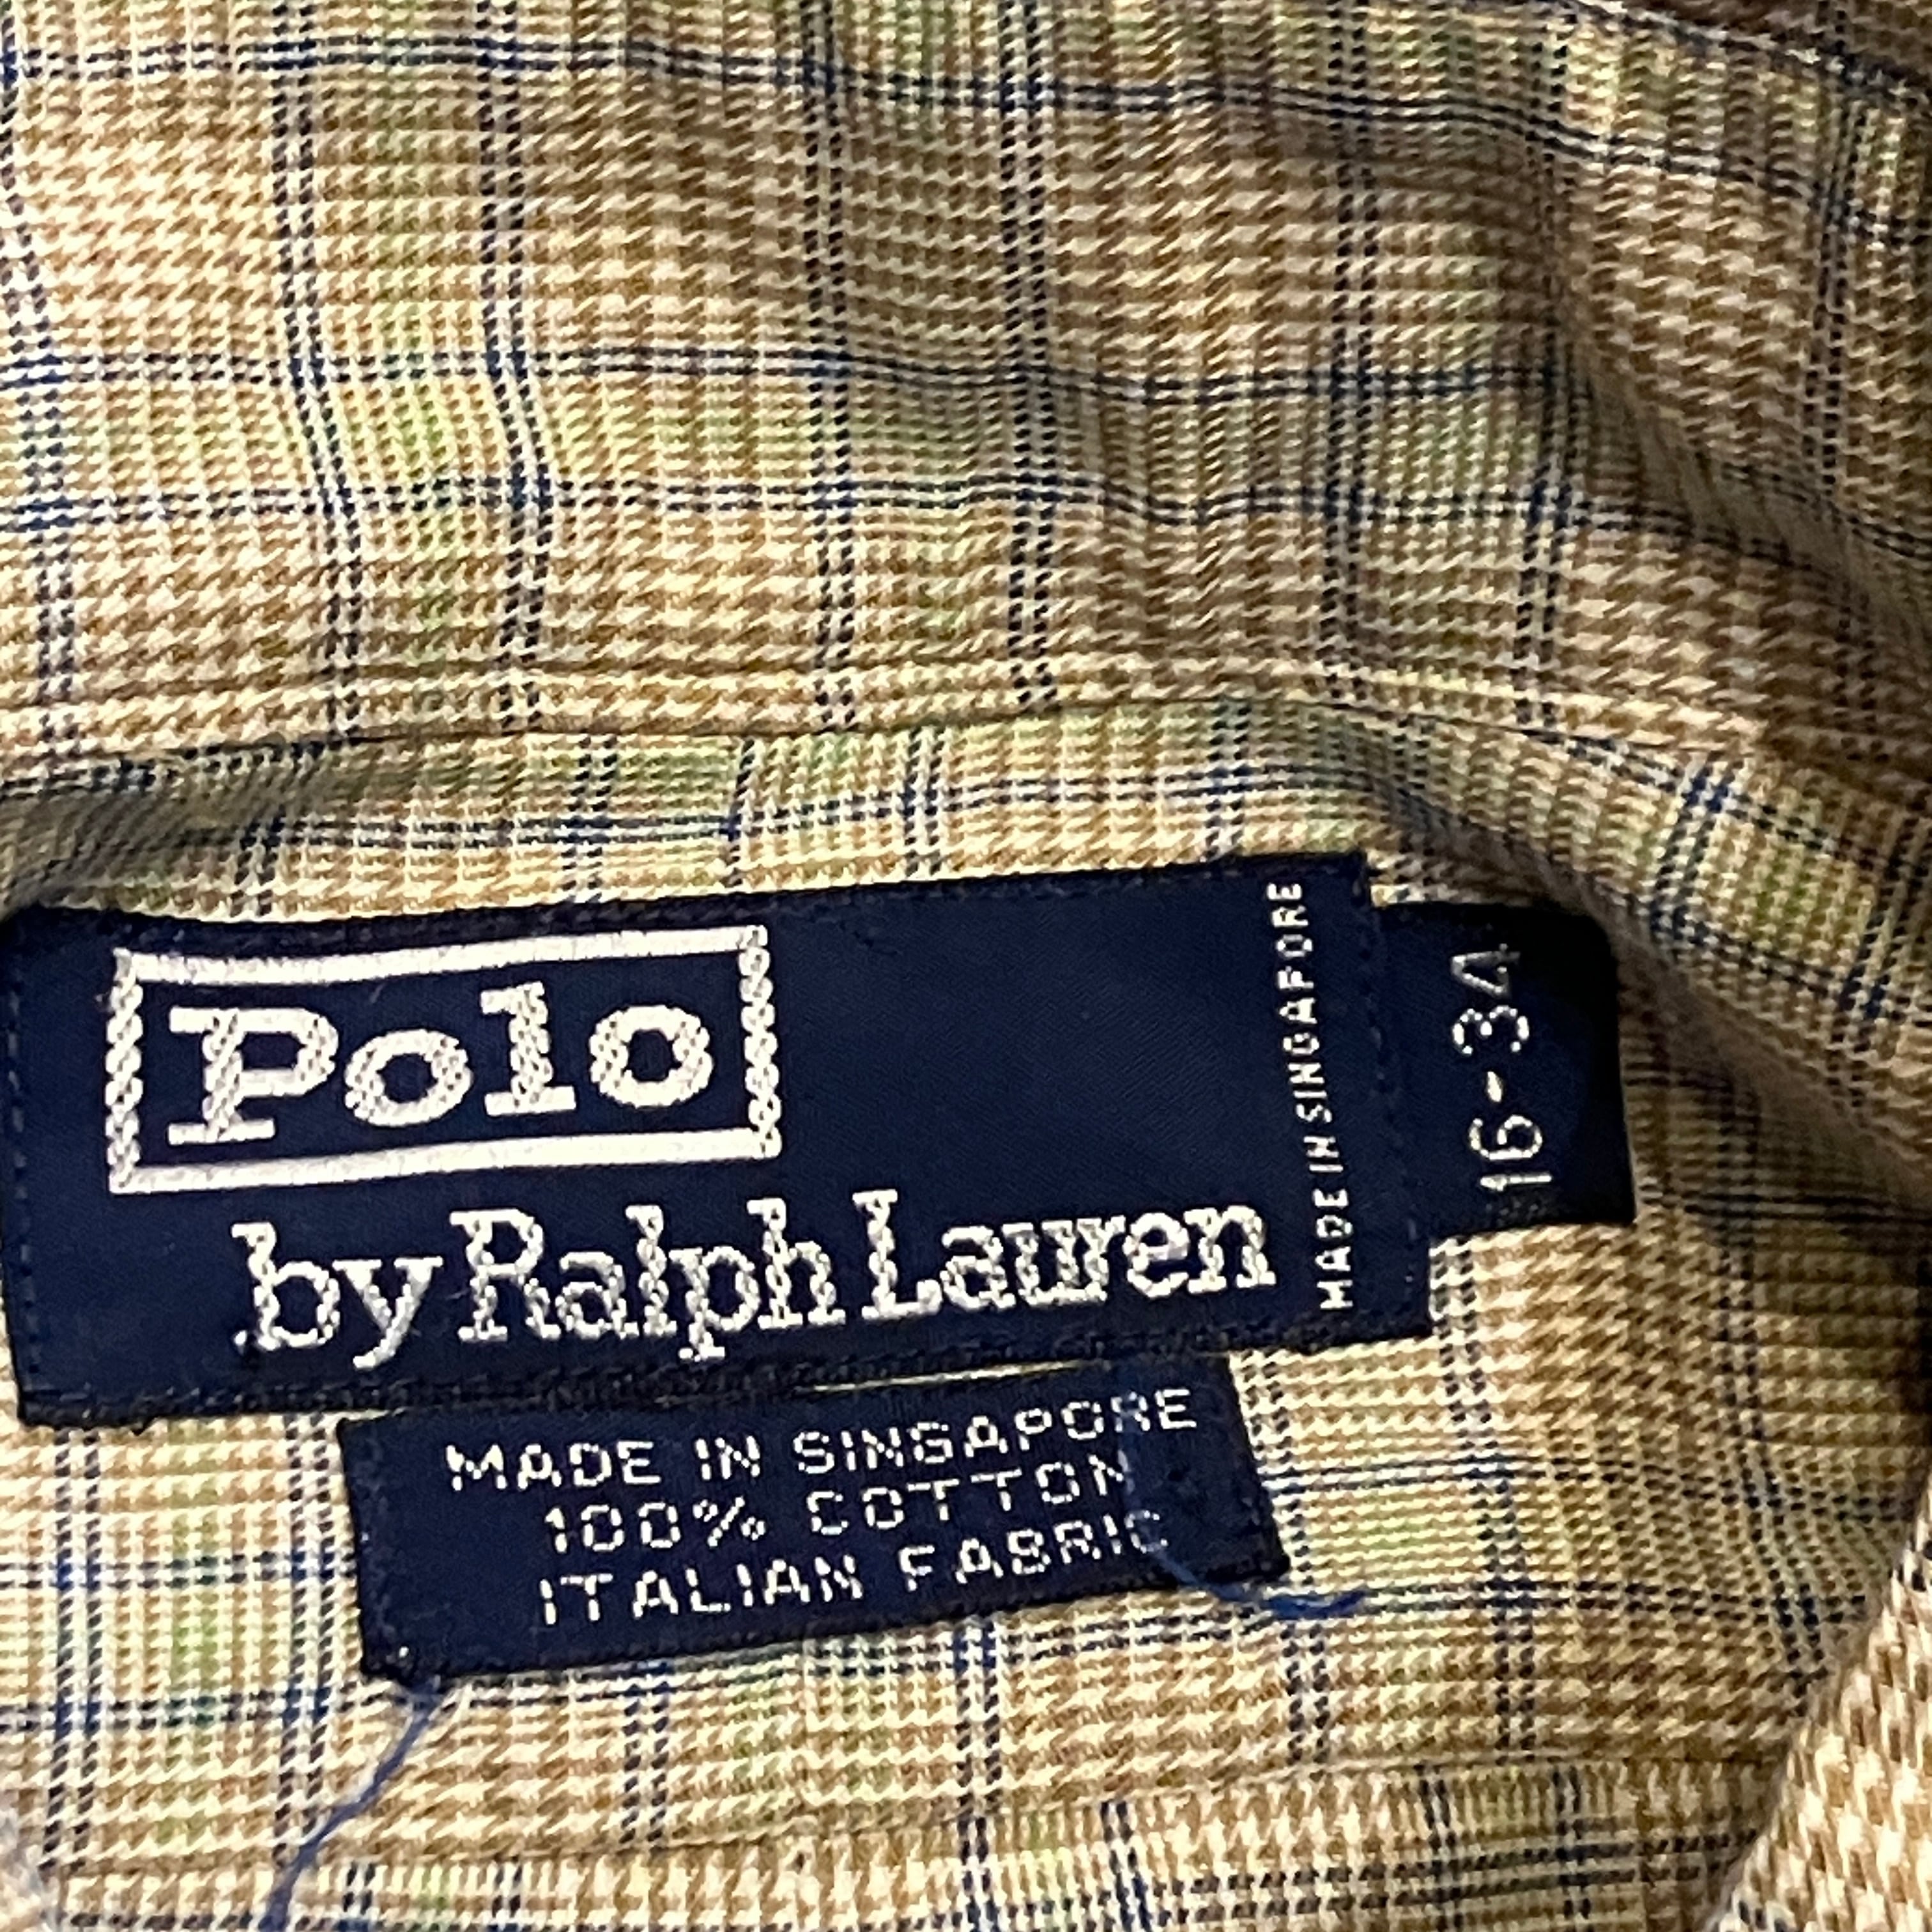 Polo
by Ralph Lauren
MADE IN SINGAPORE
16-34
MADE IN SINGAPORE
100% COTTON
ITALIAN FABRIC